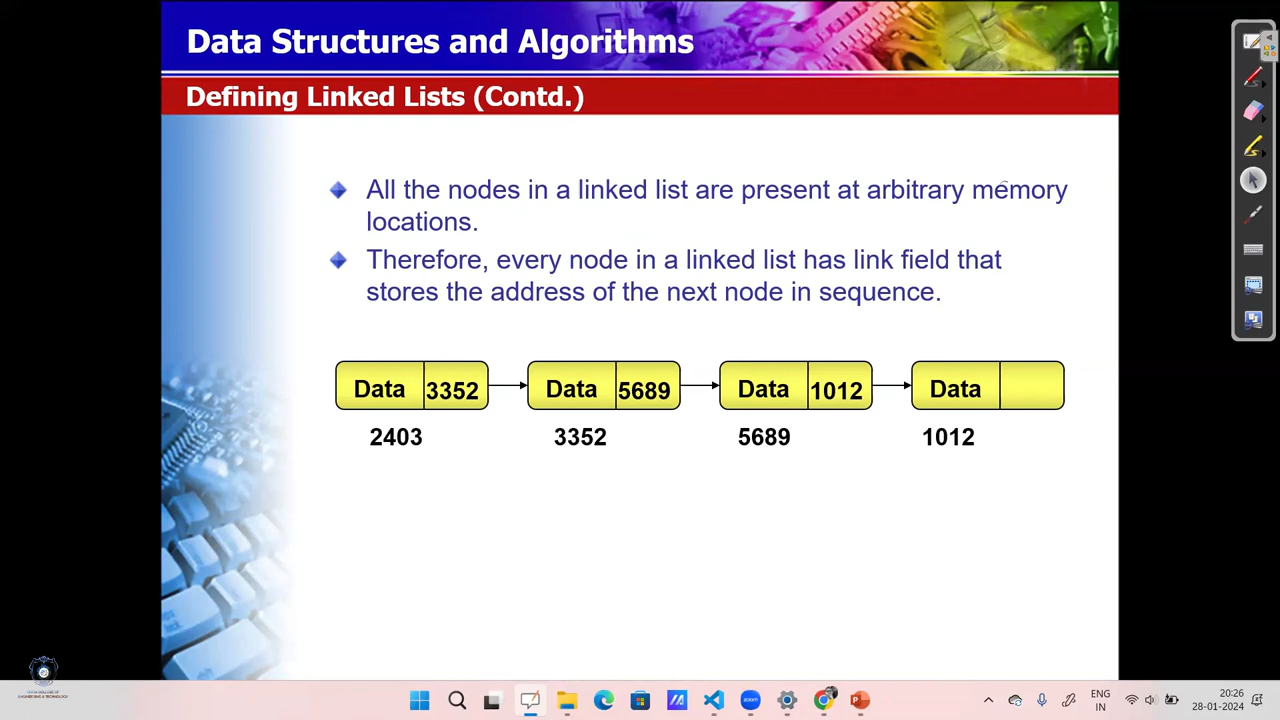 Data Structures and Algorithms
Defining Linked Lists (Contd.)
All the nodes in a linked list are present at arbitrary memory
locations.
Therefore, every node in a linked list has link field that
stores the address of the next node in sequence.
Data 3352 Data 5689 Data 1012 Data
2403 3352 5689 1012
ENG
IN
20:26
28-01-2024
zoom